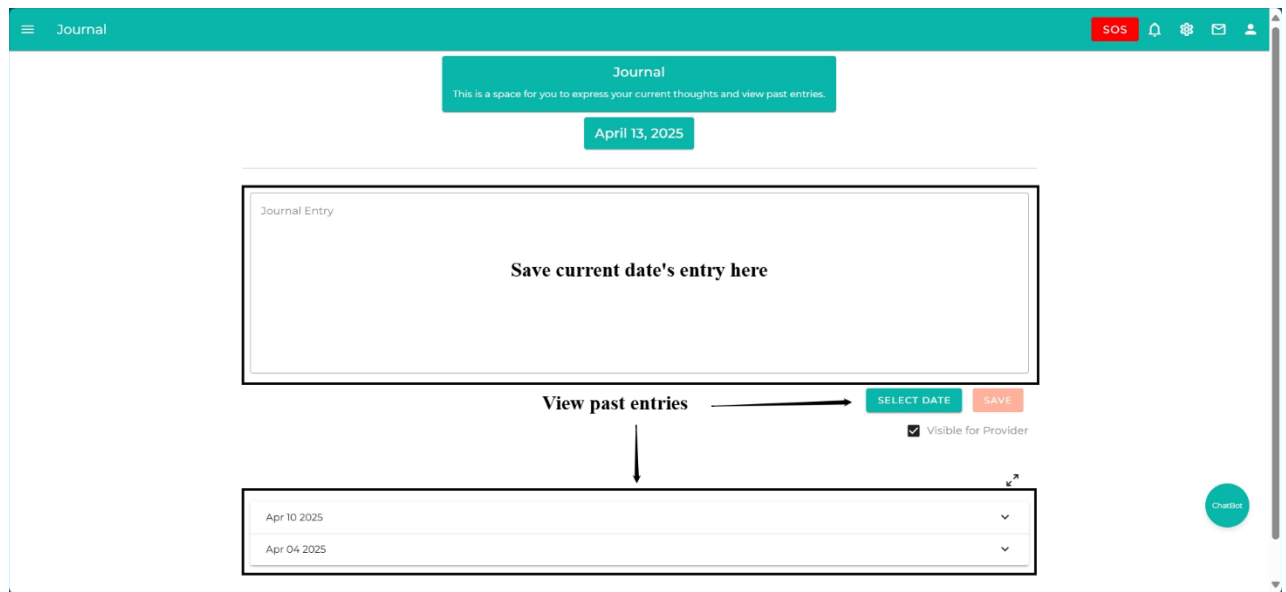 Journal
SOS
Journal
This is a space for you to express your current thoughts and view past entries.
April 13, 2025
Journal Entry
Save current date's entry here
View past entries
SELECT DATE
SAVE
Visible for Provider
Apr 10 2025
Apr 04 2025
ChatBot